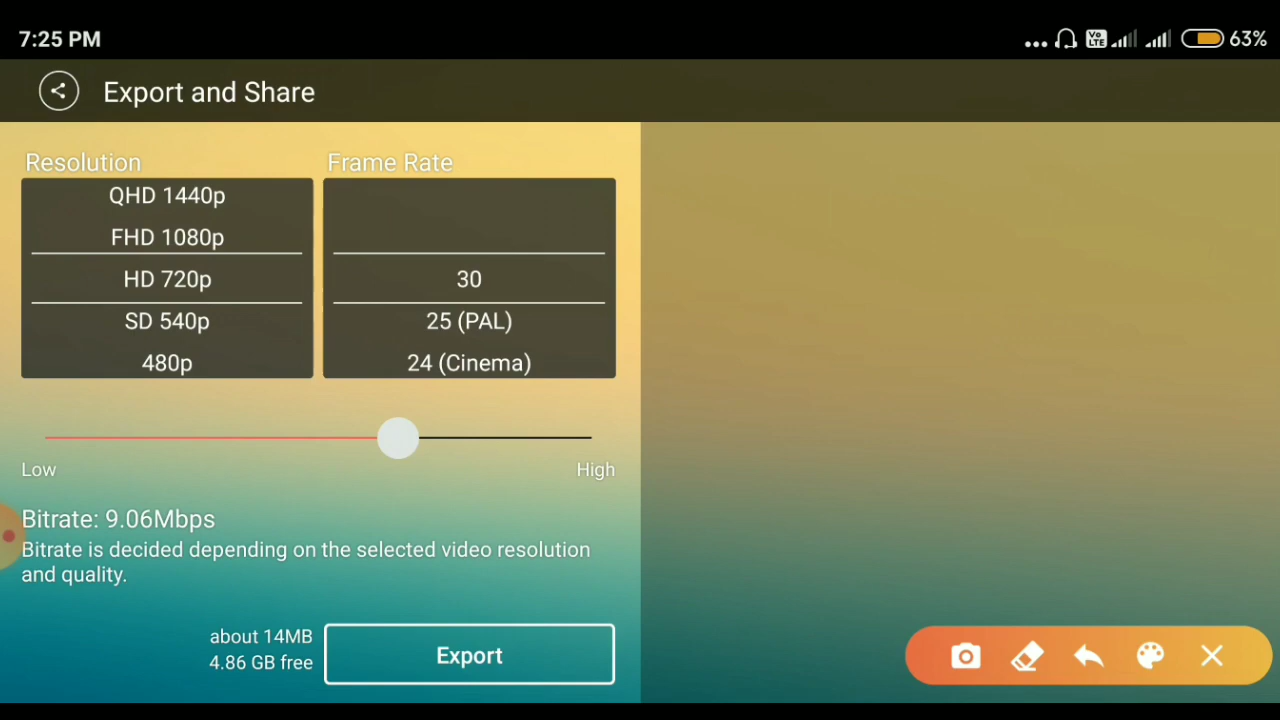 7:25 PM
Vo LTE
63%
Export and Share
Resolution
Frame Rate
QHD 1440p
FHD 1080p
HD 720p
SD 540p
480p
30
25 (PAL)
24 (Cinema)
Low
High
Bitrate: 9.06Mbps
Bitrate is decided depending on the selected video resolution
and quality.
about 14MB
4.86 GB free
Export